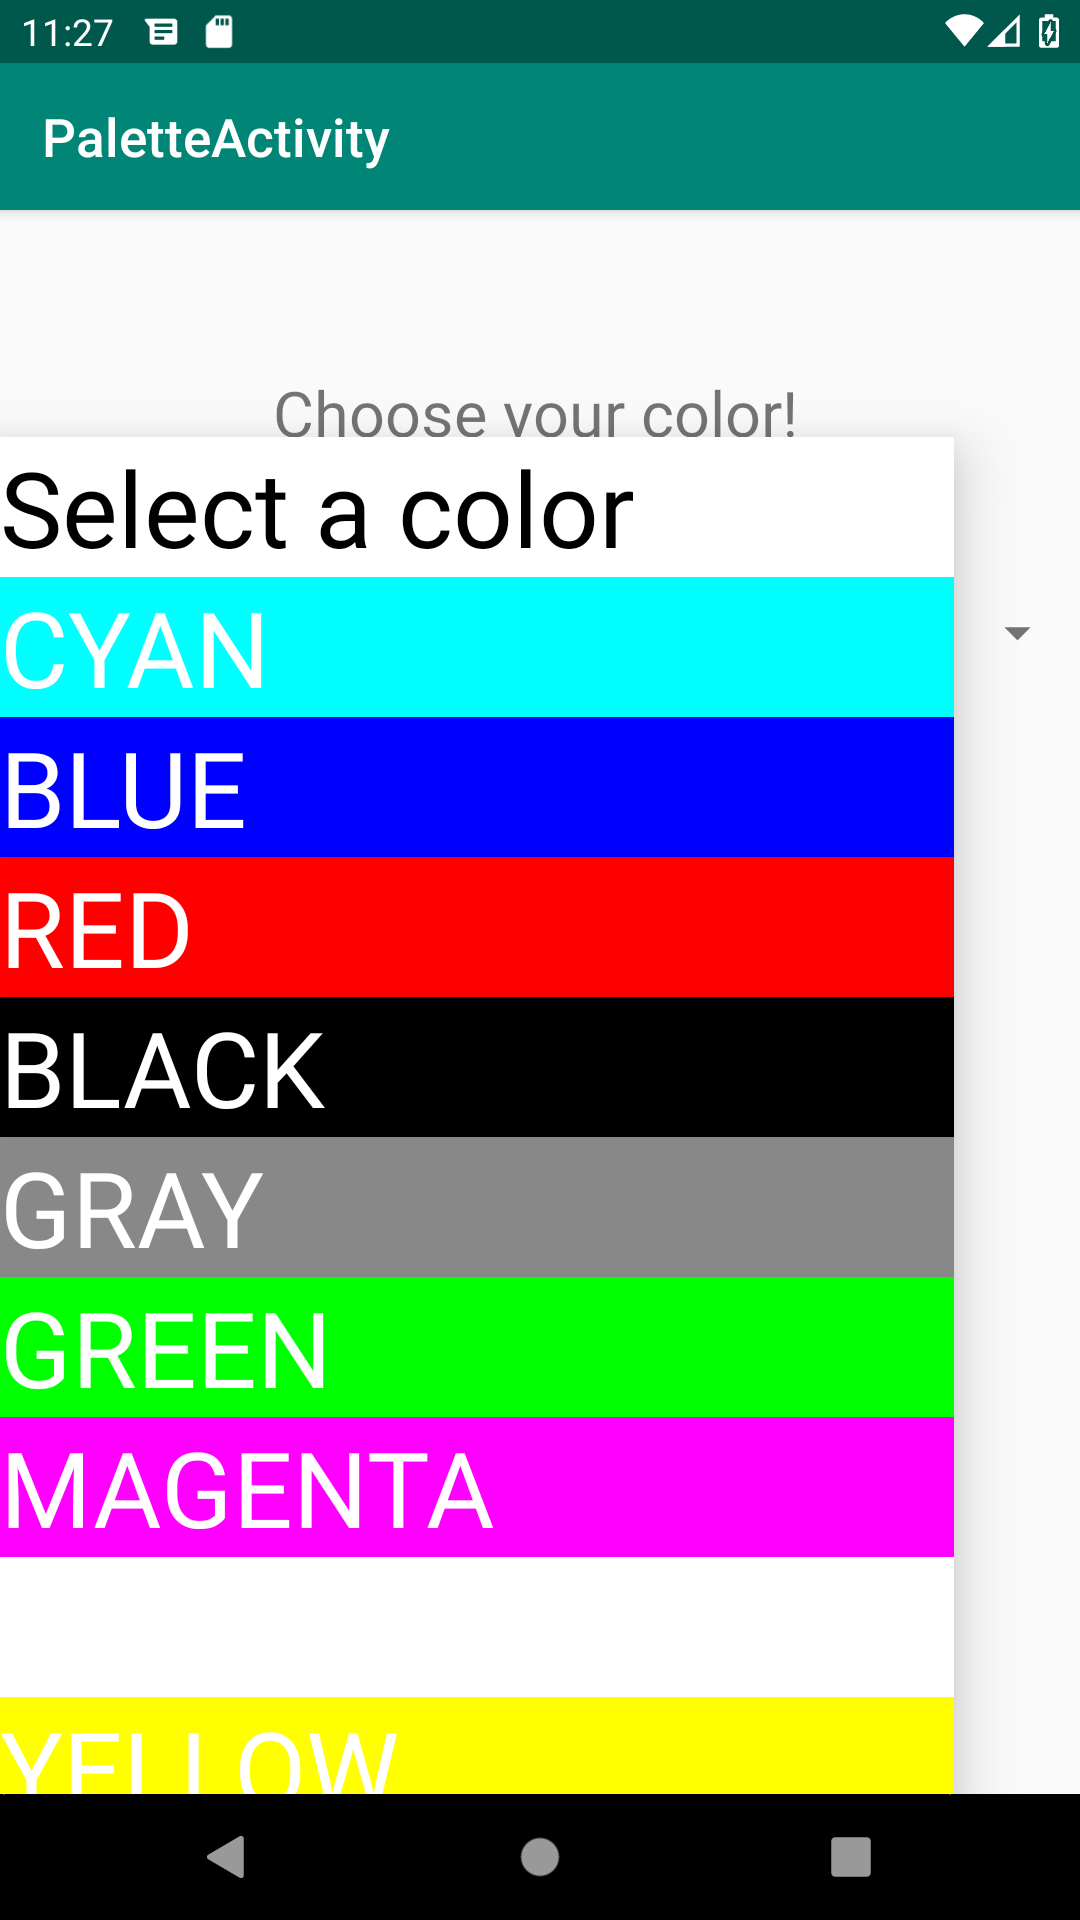 11:27
PaletteActivity
Choose your color!
Select a color
CYAN
BLUE
RED
BLACK
GRAY
GREEN
MAGENTA
YELLOW